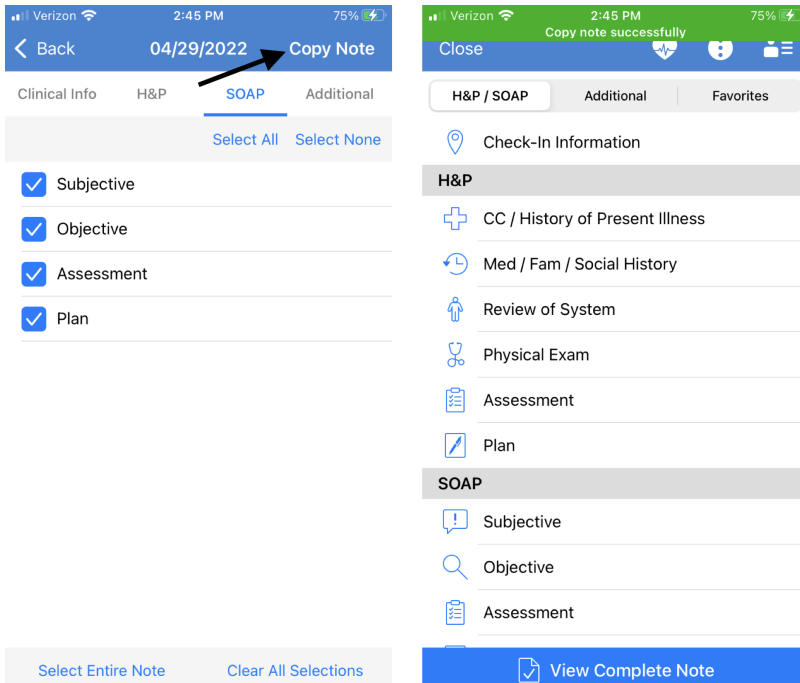 Verizon 2:45 PM 75%
Back 04/29/2022 Copy Note
Clinical Info H&P SOAP Additional
Select All Select None
Subjective
Objective
Assessment
Plan
Select Entire Note Clear All Selections
Verizon 2:45 PM 75%
Copy note successfully
Close
H&P / SOAP Additional Favorites
Check-In Information
H&P
CC / History of Present Illness
Med / Fam / Social History
Review of System
Physical Exam
Assessment
Plan
SOAP
Subjective
Objective
Assessment
View Complete Note